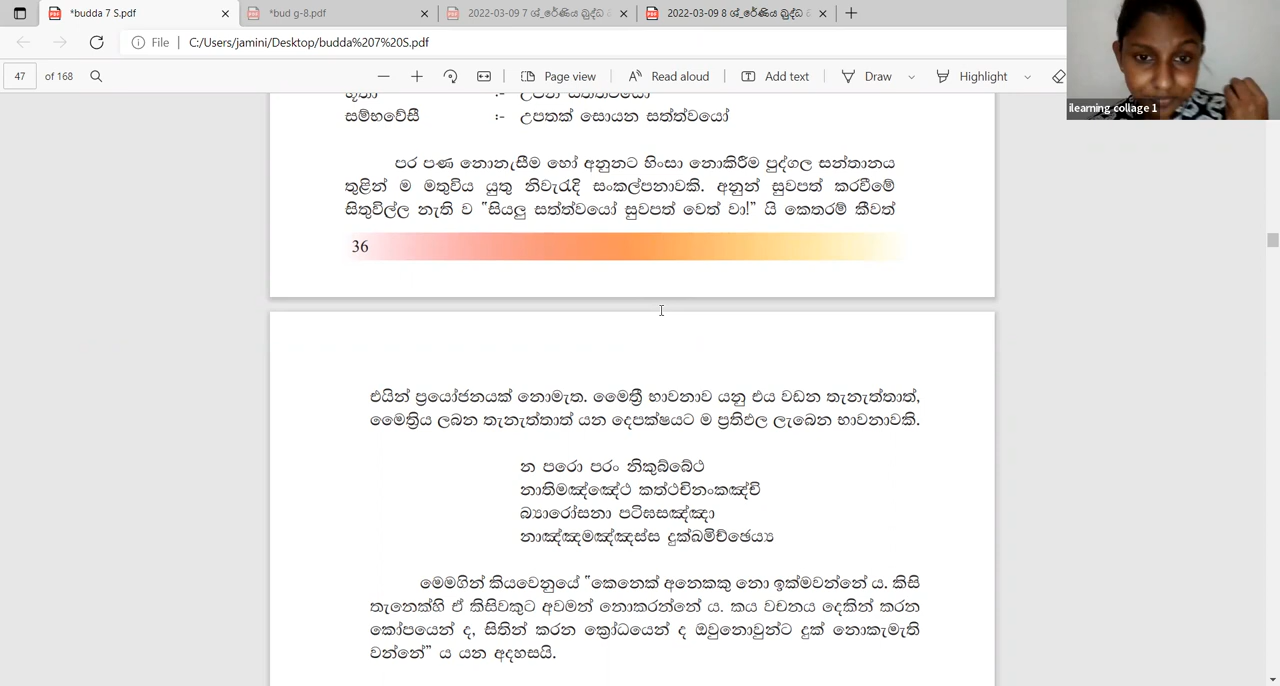 *budda 7 S.pdf
*bud g-8.pdf
2022-03-09 7 ශ්‍රේණිය බුද්ධ
2022-03-09 8 ශ්‍රේණිය බුද්ධ
File
C:/Users/jamini/Desktop/budda%207%20S.pdf
47 of 168
Page view
Read aloud
Add text
Draw
Highlight
ilearning collage 1
භූතා :- උපන් සත්ත්වයෝ
සම්භවේසී :- උපතක් සොයන සත්ත්වයෝ
පර පණ නොනැසීම හෝ අනුනට හිංසා නොකිරීම පුද්ගල සන්තානය
තුළින් ම මතුවිය යුතු නිවැරැදි සංකල්පනාවකි. අනුන් සුවපත් කරවීමේ
සිතුවිල්ල නැති ව "සියලු සත්ත්වයෝ සුවපත් වෙත් වා!" යි කෙතරම් කීවත්
36
එයින් ප්‍රයෝජනයක් නොමැත. මෛත්‍රී භාවනාව යනු එය වඩන තැනැත්තාත්,
මෛත්‍රිය ලබන තැනැත්තාත් යන දෙපක්ෂයට ම ප්‍රතිඵල ලැබෙන භාවනාවකි.
න පරො පරං නිකුබ්බේථ
නාතිමඤ්ඤේථ කත්ථචිනංකඤ්චි
බ්‍යාරෝසනා පටිඝසඤ්ඤා
නාඤ්ඤමඤ්ඤස්ස දුක්ඛමිච්ඡෙය්‍ය
මෙමගින් කියවෙනුයේ "කෙනෙක් අනෙකකු නො ඉක්මවන්නේ ය. කිසි
තැනෙක්හි ඒ කිසිවකුට අවමන් නොකරන්නේ ය. කය වචනය දෙකින් කරන
කෝපයෙන් ද, සිතින් කරන ක්‍රෝධයෙන් ද ඔවුනොවුන්ට දුක් නොකැමැති
වන්නේ" ය යන අදහසයි.